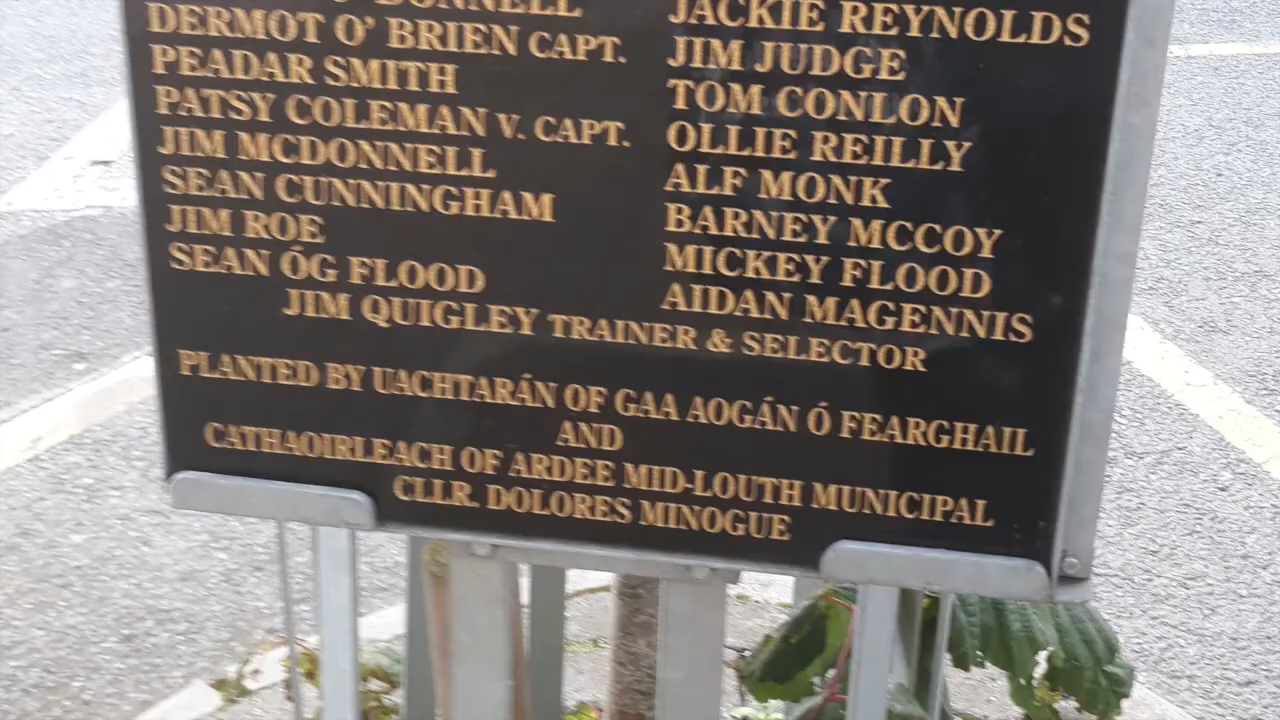 O' DONNELL
DERMOT O' BRIEN CAPT.
PEADAR SMITH
PATSY COLEMAN V. CAPT.
JIM MCDONNELL
SEAN CUNNINGHAM
JIM ROE
SEAN ÓG FLOOD
JACKIE REYNOLDS
JIM JUDGE
TOM CONLON
OLLIE REILLY
ALF MONK
BARNEY MCCOY
MICKEY FLOOD
AIDAN MAGENNIS
JIM QUIGLEY TRAINER & SELECTOR
PLANTED BY UACHTARÁN OF GAA AOGÁN Ó FEARGHAIL
AND
CATHAOIRLEACH OF ARDEE MID-LOUTH MUNICIPAL
CLLR. DOLORES MINOGUE